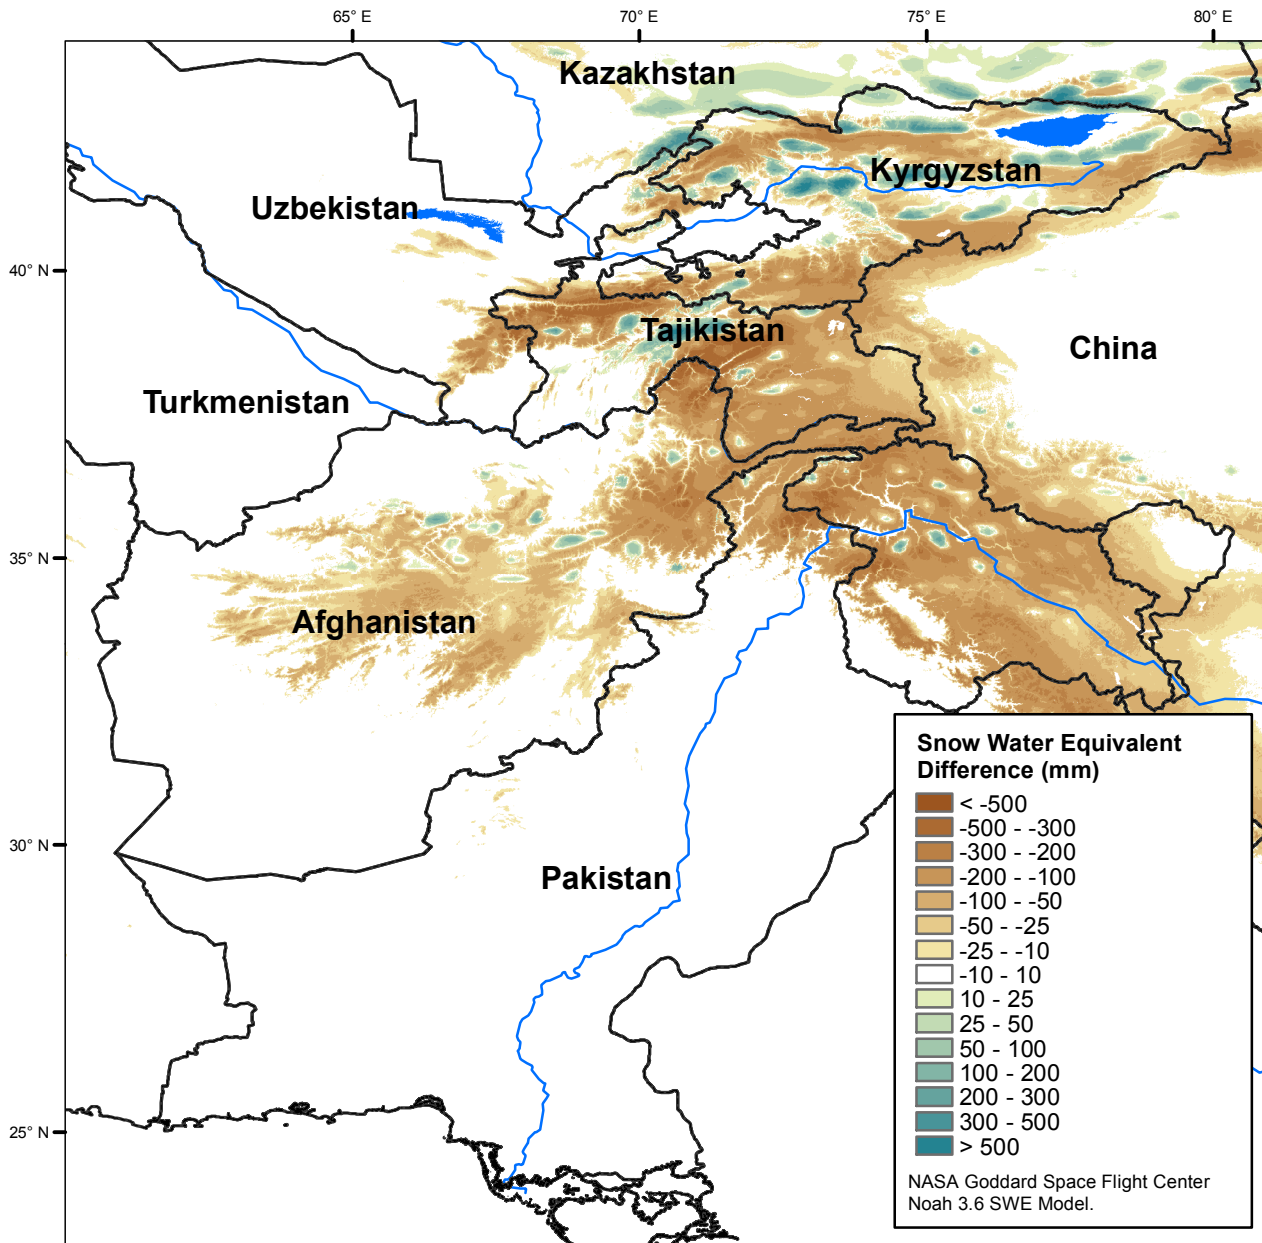 65° E
70° E
75° E
80° E
Kazakhstan
Kyrgyzstan
Uzbekistan
40° N
Tajikistan
China
Turkmenistan
35° N
Afghanistan
30° N
Pakistan
25° N
Snow Water Equivalent
Difference (mm)
< -500
-500 - -300
-300 - -200
-200 - -100
-100 - -50
-50 - -25
-25 - -10
-10 - 10
10 - 25
25 - 50
50 - 100
100 - 200
200 - 300
300 - 500
> 500
NASA Goddard Space Flight Center
Noah 3.6 SWE Model.